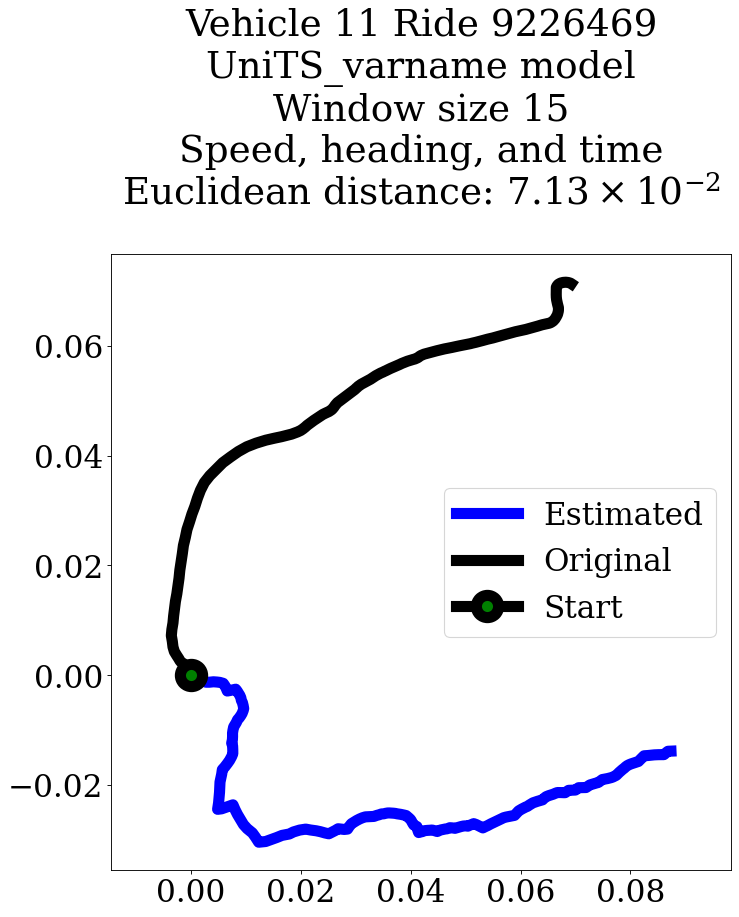 Vehicle 11 Ride 9226469
UniTS_varname model
Window size 15
Speed, heading, and time
Euclidean distance: 7.13 × 10⁻²
0.06
0.04
0.02
0.00
−0.02
Estimated
Original
Start
0.00 0.02 0.04 0.06 0.08